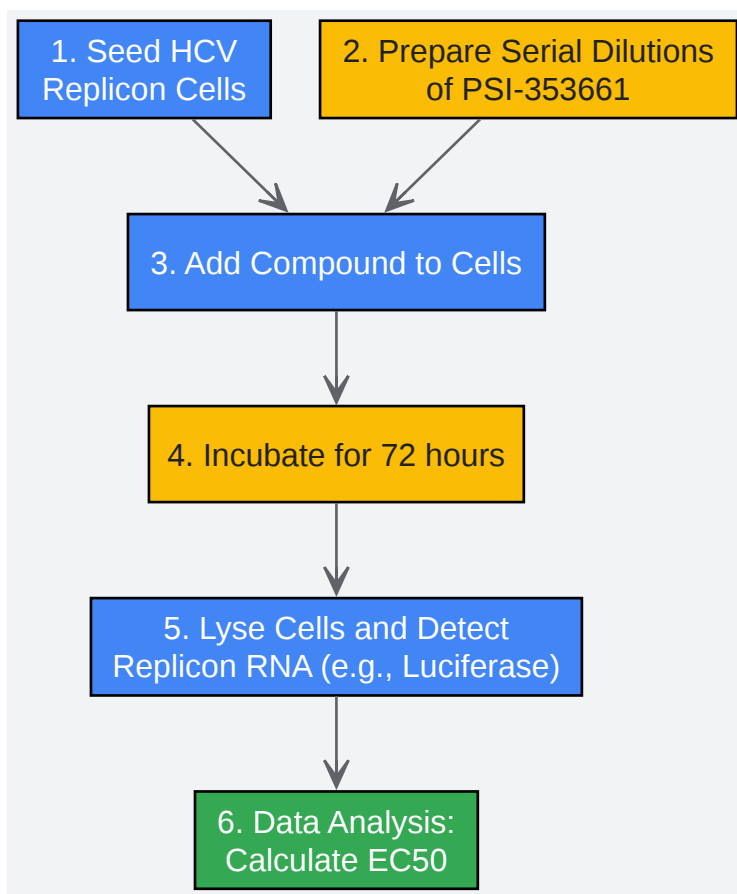 1. Seed HCV
Replicon Cells
2. Prepare Serial Dilutions
of PSI-353661
3. Add Compound to Cells
4. Incubate for 72 hours
5. Lyse Cells and Detect
Replicon RNA (e.g., Luciferase)
6. Data Analysis:
Calculate EC50